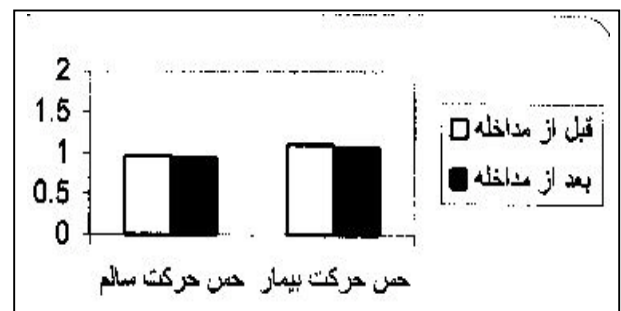 2
1.5
1
0.5
0
حس حرکت سالم
حس حرکت بیمار
قبل از مداخله
بعد از مداخله